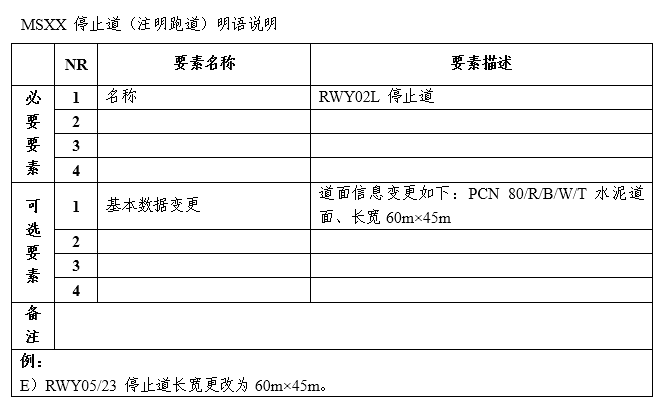 MSXX 停止道（注明跑道）明语说明
NR 要素名称 要素描述
必要要素
1 名称 RWY02L 停止道
2
3
4
可选要素
1 基本数据变更 道面信息变更如下：PCN 80/R/B/W/T 水泥道
面、长宽 60m×45m
2
3
4
备注
例：
E）RWY05/23 停止道长宽更改为 60m×45m。